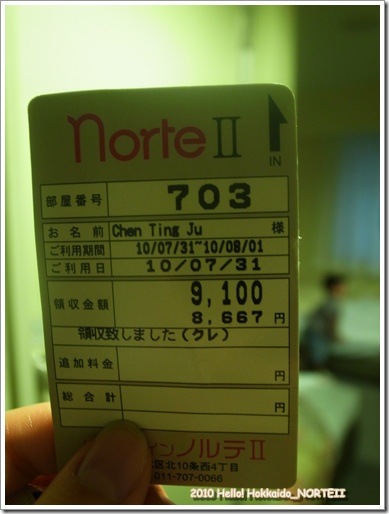 norte II
IN
部屋番号 703
お名前 Chen Ting Ju 様
ご利用期間 10/07/31~10/08/01
ご利用日 10/07/31
領収金額 9,100
8,667 円
領収致しました(クレ)
追加料金 円
総合計 円
インノルテII
区北10条西4丁目
011-707-0066
2010 Hello! Hokkaido_NORTEII